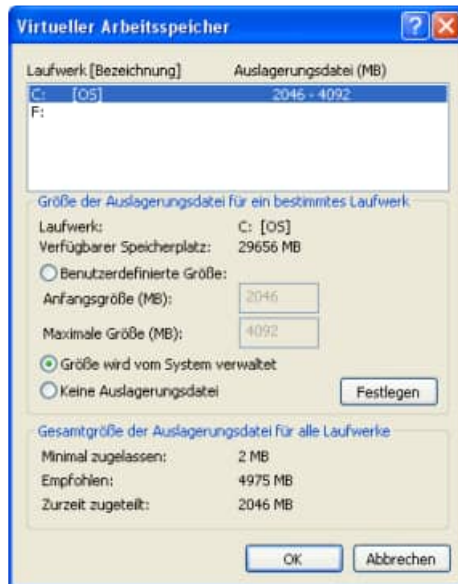 Virtueller Arbeitsspeicher
Laufwerk [Bezeichnung] Auslagerungsdatei (MB)
C: [OS] 2046 - 4092
F:
Größe der Auslagerungsdatei für ein bestimmtes Laufwerk
Laufwerk: C: [OS]
Verfügbarer Speicherplatz: 29656 MB
Benutzerdefinierte Größe:
Anfangsgröße (MB): 2046
Maximale Größe (MB): 4092
Größe wird vom System verwaltet
Keine Auslagerungsdatei Festlegen
Gesamtgröße der Auslagerungsdatei für alle Laufwerke
Minimal zugelassen: 2 MB
Empfohlen: 4975 MB
Zurzeit zugeteilt: 2046 MB
OK Abbrechen